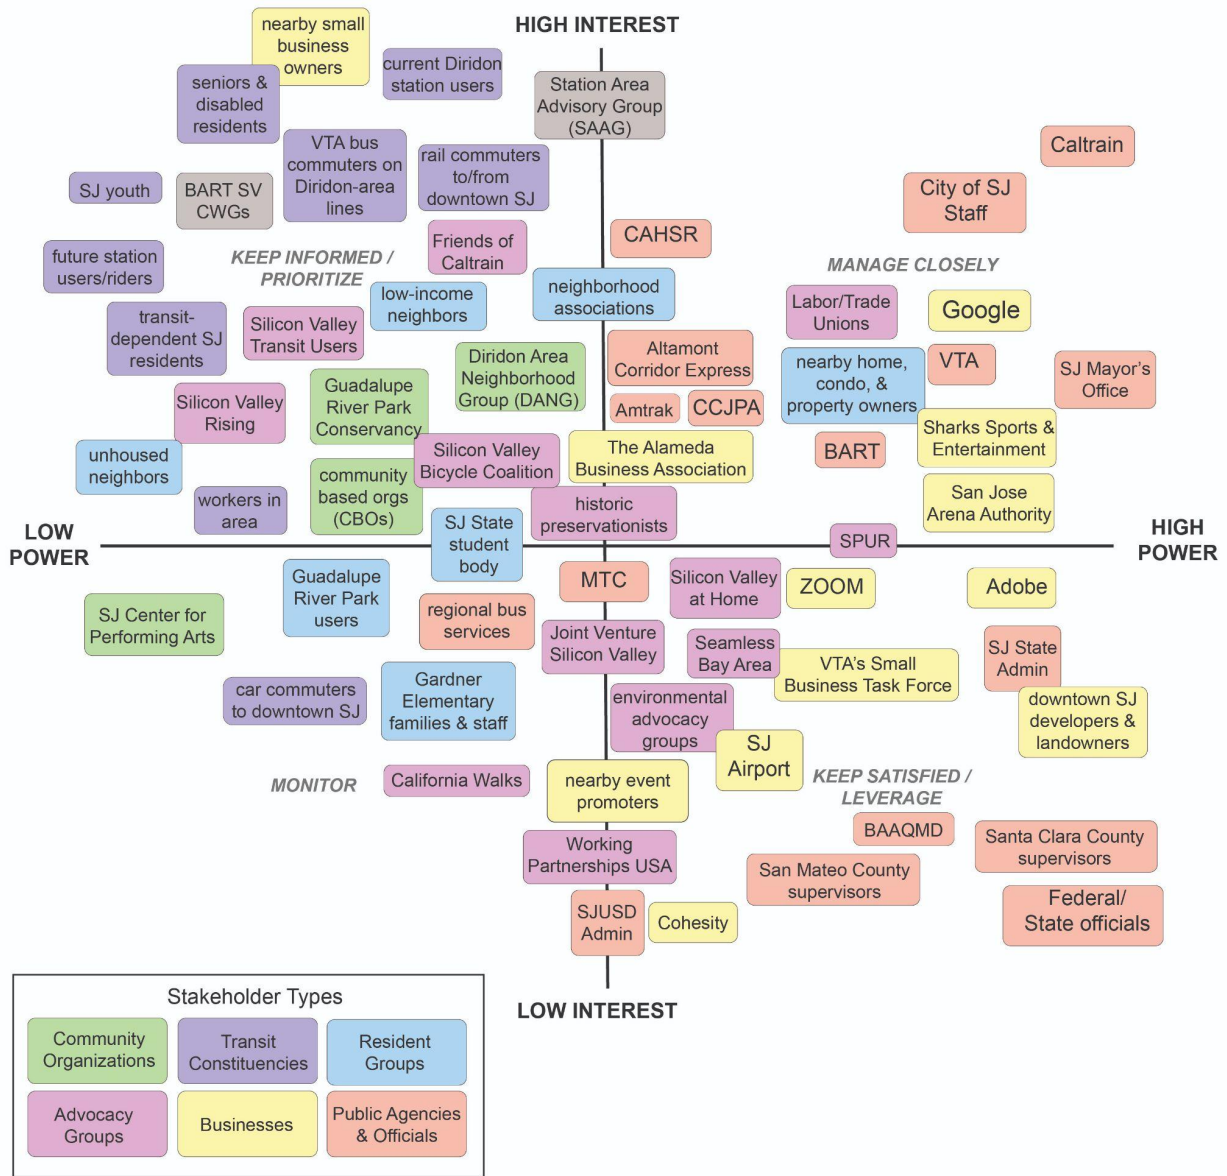 HIGH INTEREST
nearby small
business
owners
current Diridon
station users
seniors &
disabled
residents
Station Area
Advisory Group
(SAAG)
VTA bus
commuters on
Diridon-area
lines
rail commuters
to/from
downtown SJ
Caltrain
SJ youth
BART SV
CWGs
City of SJ
Staff
Friends of
Caltrain
CAHSR
future station
users/riders
KEEP INFORMED /
PRIORITIZE
MANAGE CLOSELY
low-income
neighbors
neighborhood
associations
Labor/Trade
Unions
Google
transit-
dependent SJ
residents
Silicon Valley
Transit Users
Diridon Area
Neighborhood
Group (DANG)
Altamont
Corridor Express
nearby home,
condo, &
property owners
VTA
SJ Mayor's
Office
Silicon Valley
Rising
Guadalupe
River Park
Conservancy
Amtrak
CCJPA
Sharks Sports &
Entertainment
unhoused
neighbors
Silicon Valley
Bicycle Coalition
The Alameda
Business Association
BART
community
based orgs
(CBOs)
workers in
area
historic
preservationists
San Jose
Arena Authority
LOW
POWER
SJ State
student
body
SPUR
HIGH
POWER
Guadalupe
River Park
users
MTC
Silicon Valley
at Home
ZOOM
Adobe
SJ Center for
Performing Arts
regional bus
services
Joint Venture
Silicon Valley
Seamless
Bay Area
VTA's Small
Business Task Force
SJ State
Admin
car commuters
to downtown SJ
Gardner
Elementary
families & staff
environmental
advocacy
groups
downtown SJ
developers &
landowners
SJ
Airport
MONITOR
California Walks
nearby event
promoters
KEEP SATISFIED /
LEVERAGE
BAAQMD
Santa Clara County
supervisors
Working
Partnerships USA
San Mateo County
supervisors
SJUSD
Admin
Cohesity
Federal/
State officials
LOW INTEREST
Stakeholder Types
Community
Organizations
Transit
Constituencies
Resident
Groups
Advocacy
Groups
Businesses
Public Agencies
& Officials